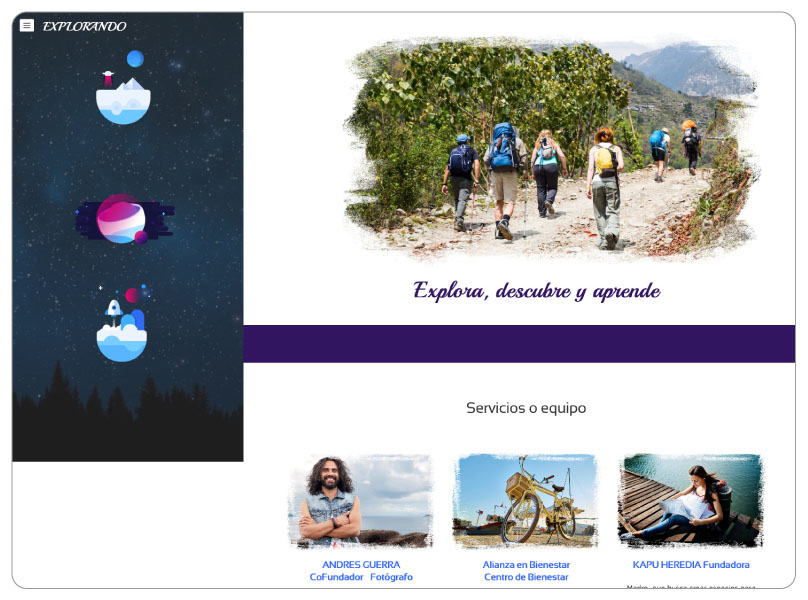 EXPLORANDO
Explora, descubre y aprende
Servicios o equipo
ANDRES GUERRA
CoFundador Fotógrafo
Alianza en Bienestar
Centro de Bienestar
KAPU HEREDIA Fundadora